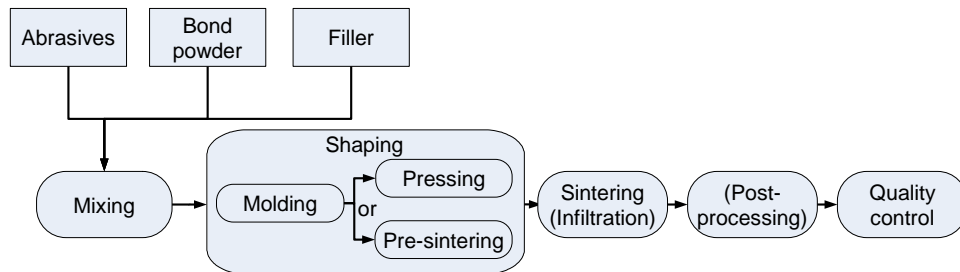 Abrasives
Bond
powder
Filler
Shaping
Mixing
Molding
or
Pressing
Pre-sintering
Sintering
(Infiltration)
(Post-
processing)
Quality
control